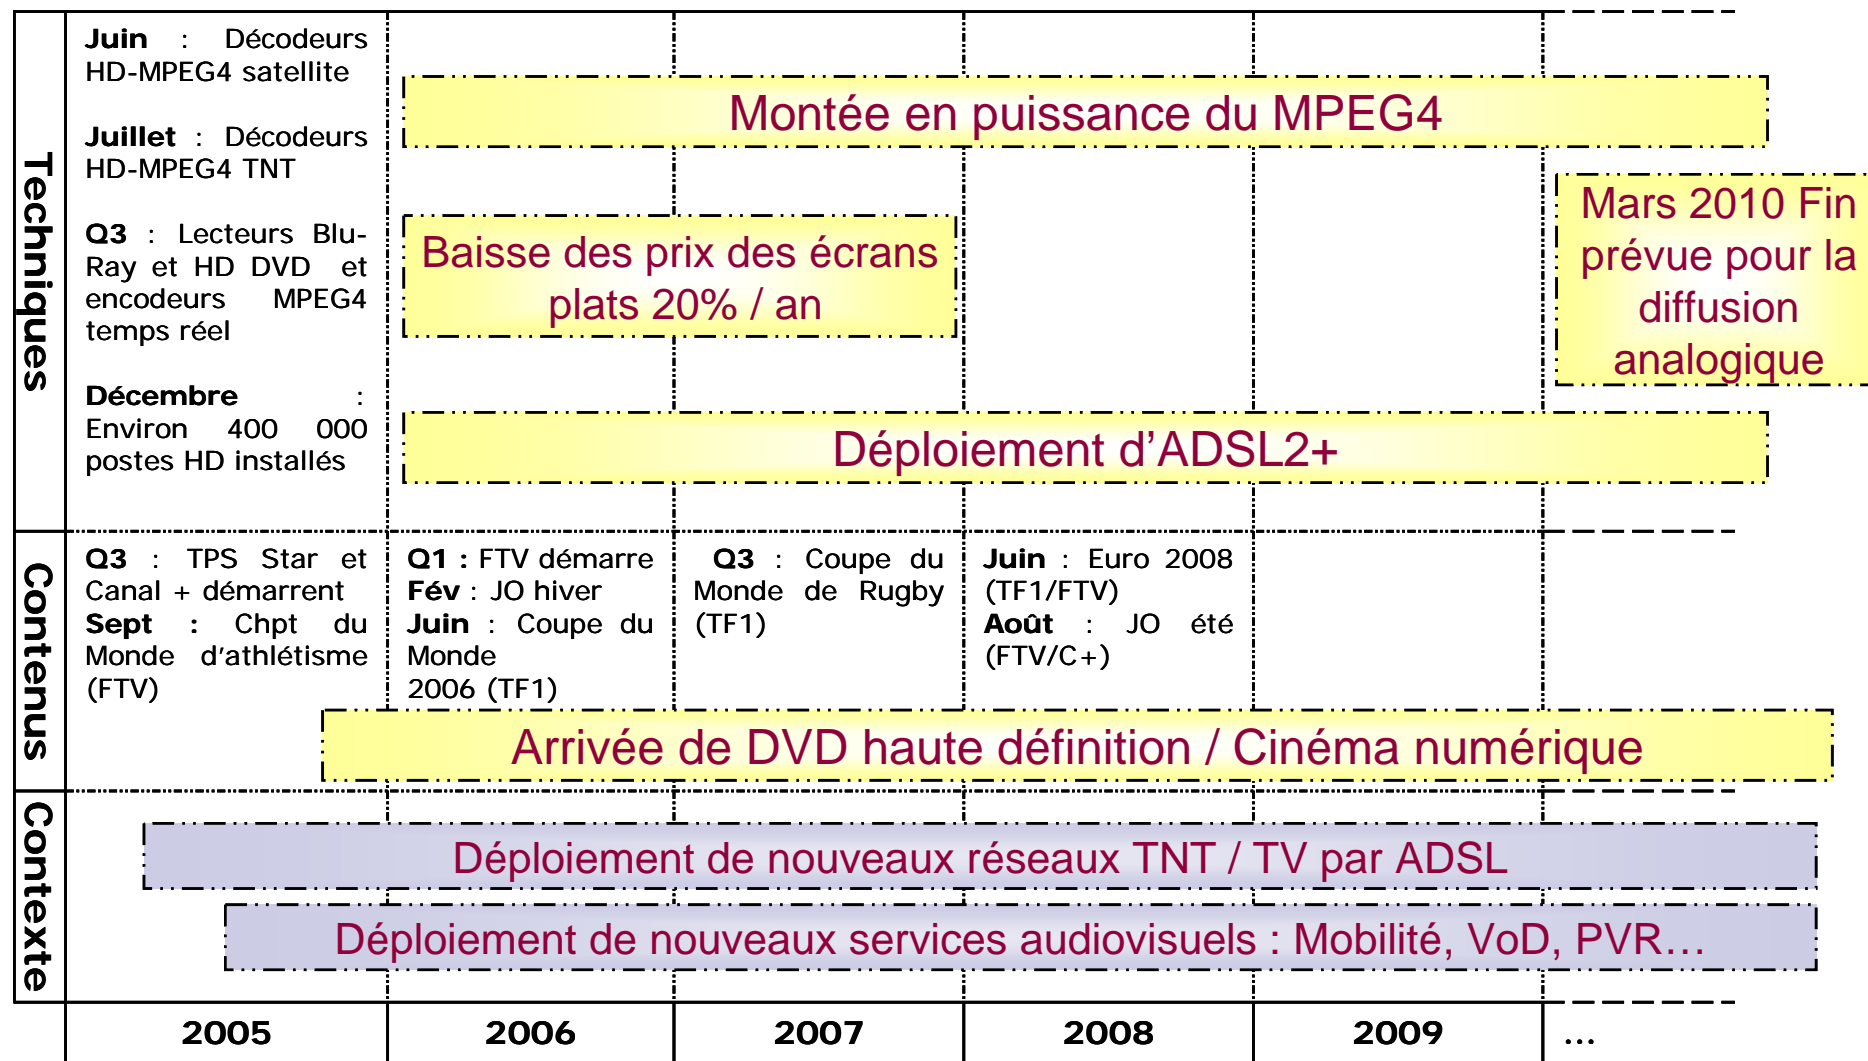 Techniques
Juin : Décodeurs
HD-MPEG4 satellite
Juillet : Décodeurs
HD-MPEG4 TNT
Q3 : Lecteurs Blu-
Ray et HD DVD et
encodeurs MPEG4
temps réel
Décembre :
Environ 400 000
postes HD installés
Montée en puissance du MPEG4
Baisse des prix des écrans
plats 20% / an
Mars 2010 Fin
prévue pour la
diffusion
analogique
Déploiement d'ADSL2+
Contenus
Q3 : TPS Star et
Canal + démarrent
Sept : Chpt du
Monde d'athlétisme
(FTV)
Q1 : FTV démarre
Fév : JO hiver
Juin : Coupe du
Monde
2006 (TF1)
Q3 : Coupe du
Monde de Rugby
(TF1)
Juin : Euro 2008
(TF1/FTV)
Août : JO été
(FTV/C+)
Arrivée de DVD haute définition / Cinéma numérique
Contexte
Déploiement de nouveaux réseaux TNT / TV par ADSL
Déploiement de nouveaux services audiovisuels : Mobilité, VoD, PVR…
2005 2006 2007 2008 2009 …